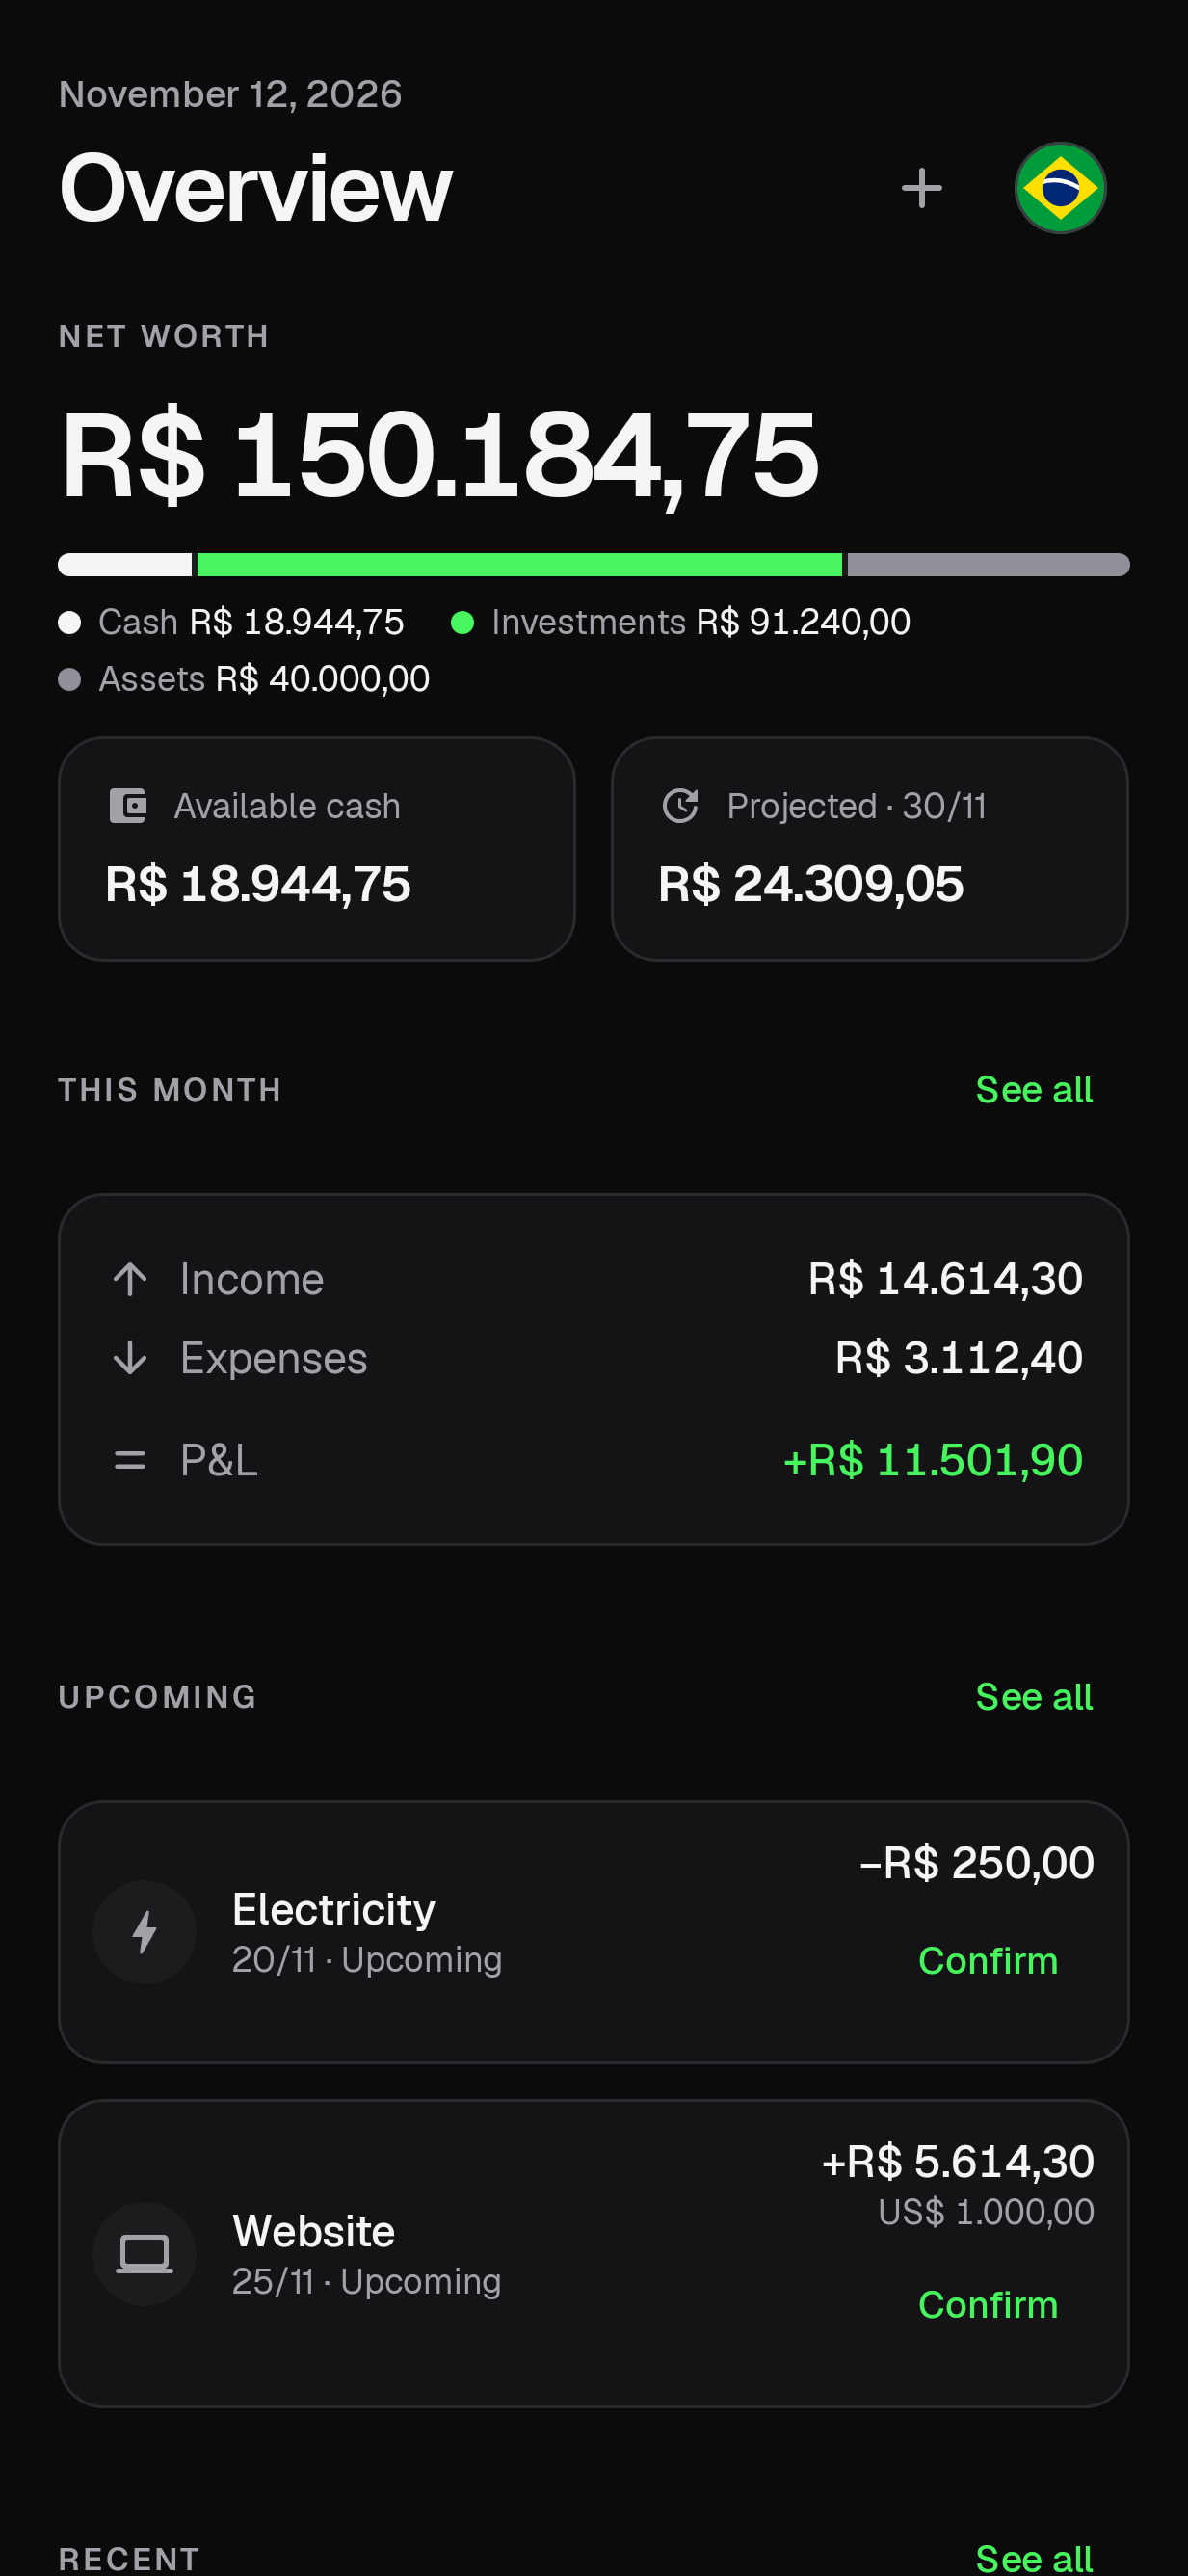 November 12, 2026
Overview
NET WORTH
R$ 150.184,75
Cash R$ 18.944,75 Investments R$ 91.240,00
Assets R$ 40.000,00
Available cash
R$ 18.944,75
Projected · 30/11
R$ 24.309,05
THIS MONTH See all
Income R$ 14.614,30
Expenses R$ 3.112,40
P&L +R$ 11.501,90
UPCOMING See all
–R$ 250,00
Electricity
20/11 · Upcoming
Confirm
+R$ 5.614,30
US$ 1.000,00
Website
25/11 · Upcoming
Confirm
RECENT See all